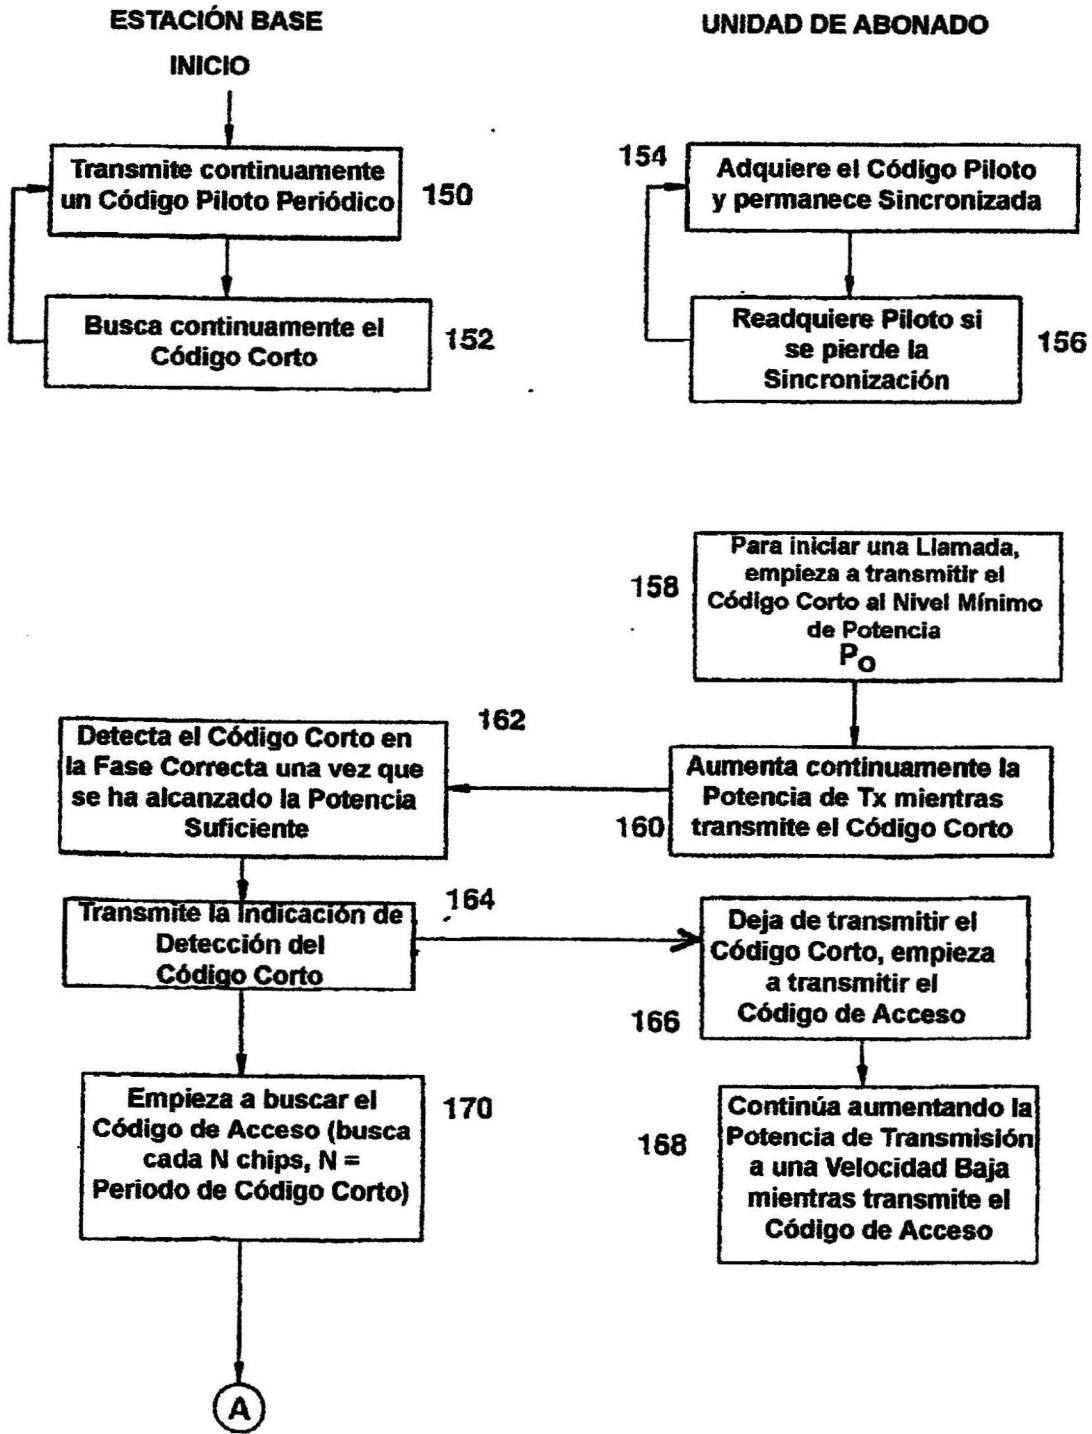 ESTACIÓN BASE
UNIDAD DE ABONADO
INICIO
Transmite continuamente
un Código Piloto Periódico
150
154
Adquiere el Código Piloto
y permanece Sincronizada
Busca continuamente el
Código Corto
152
Readquiere Piloto si
se pierde la
Sincronización
156
158
Para iniciar una Llamada,
empieza a transmitir el
Código Corto al Nivel Mínimo
de Potencia
PO
162
Detecta el Código Corto en
la Fase Correcta una vez que
se ha alcanzado la Potencia
Suficiente
160
Aumenta continuamente la
Potencia de Tx mientras
transmite el Código Corto
164
Transmite la indicación de
Detección del
Código Corto
166
Deja de transmitir el
Código Corto, empieza
a transmitir el
Código de Acceso
Empieza a buscar el
Código de Acceso (busca
cada N chips, N =
Periodo de Código Corto)
170
168
Continúa aumentando la
Potencia de Transmisión
a una Velocidad Baja
mientras transmite el
Código de Acceso
A